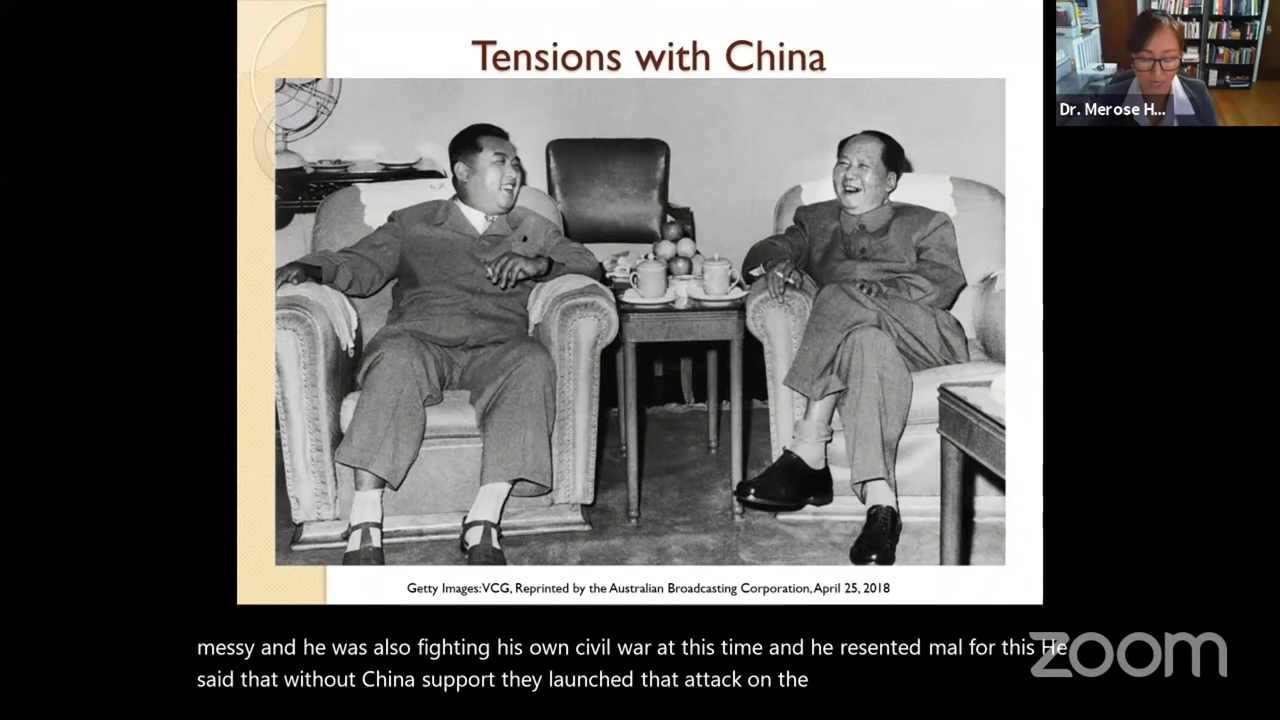 Tensions with China
Dr. Merose H...
Getty Images:VCG, Reprinted by the Australian Broadcasting Corporation, April 25, 2018
messy and he was also fighting his own civil war at this time and he resented mal for this He
said that without China support they launched that attack on the
zoom